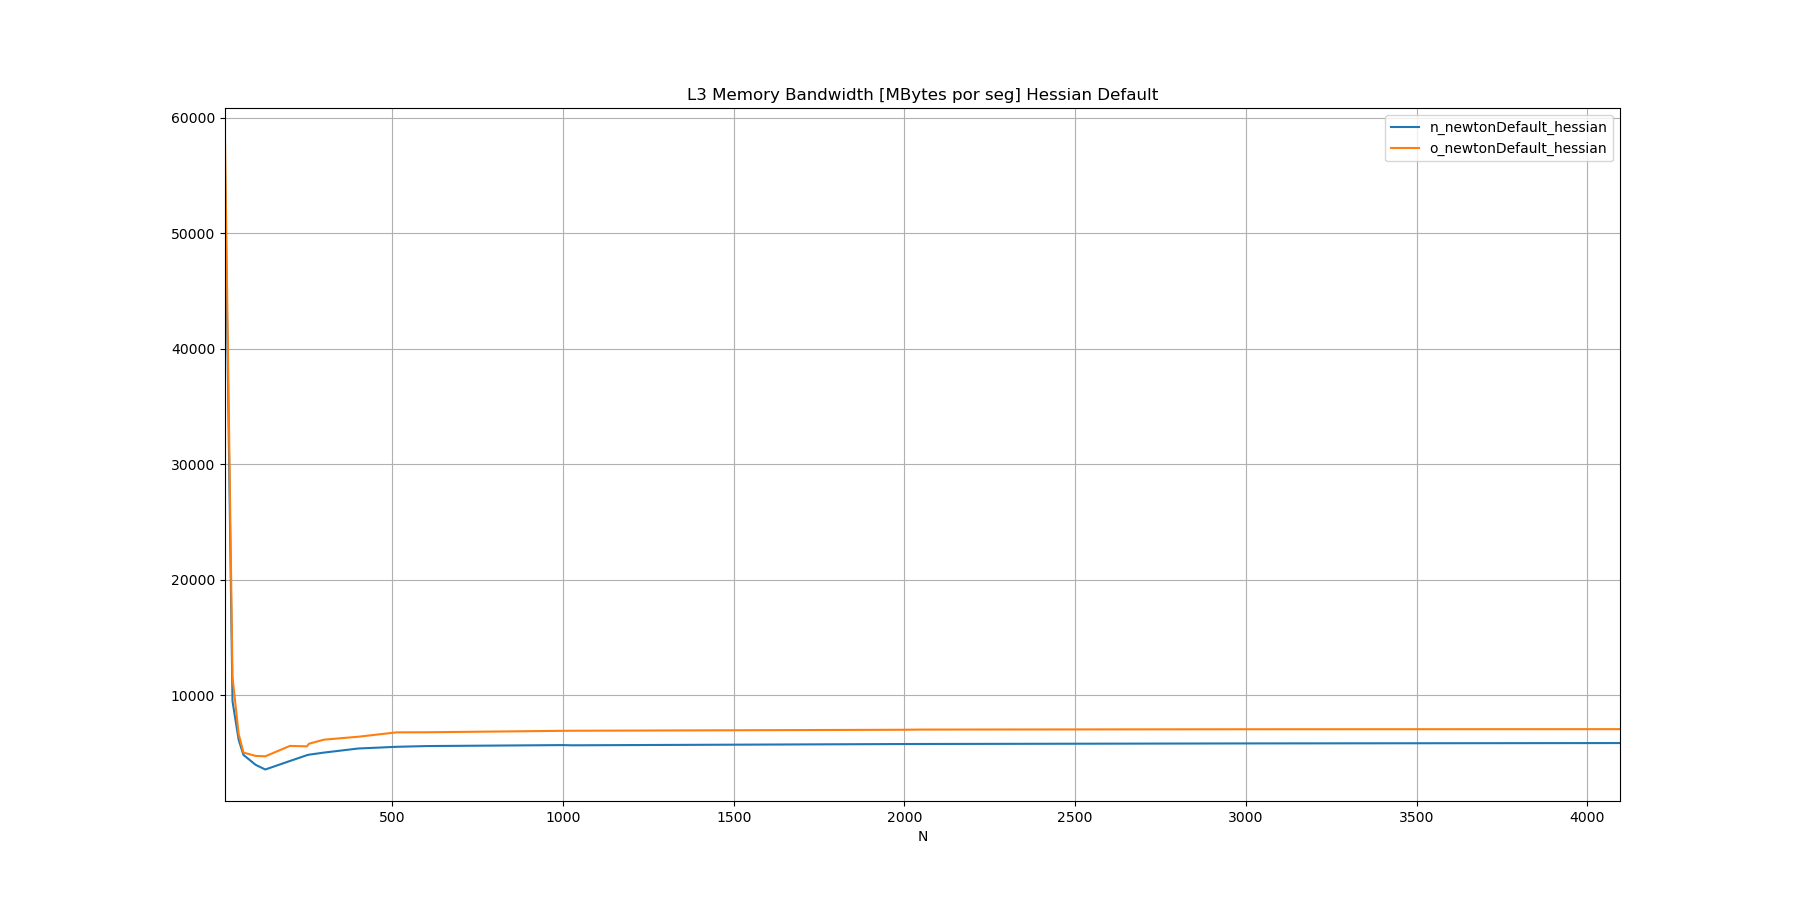 L3 Memory Bandwidth [MBytes por seg] Hessian Default
60000
50000
40000
30000
20000
10000
n_newtonDefault_hessian
o_newtonDefault_hessian
500 1000 1500 2000 2500 3000 3500 4000
N